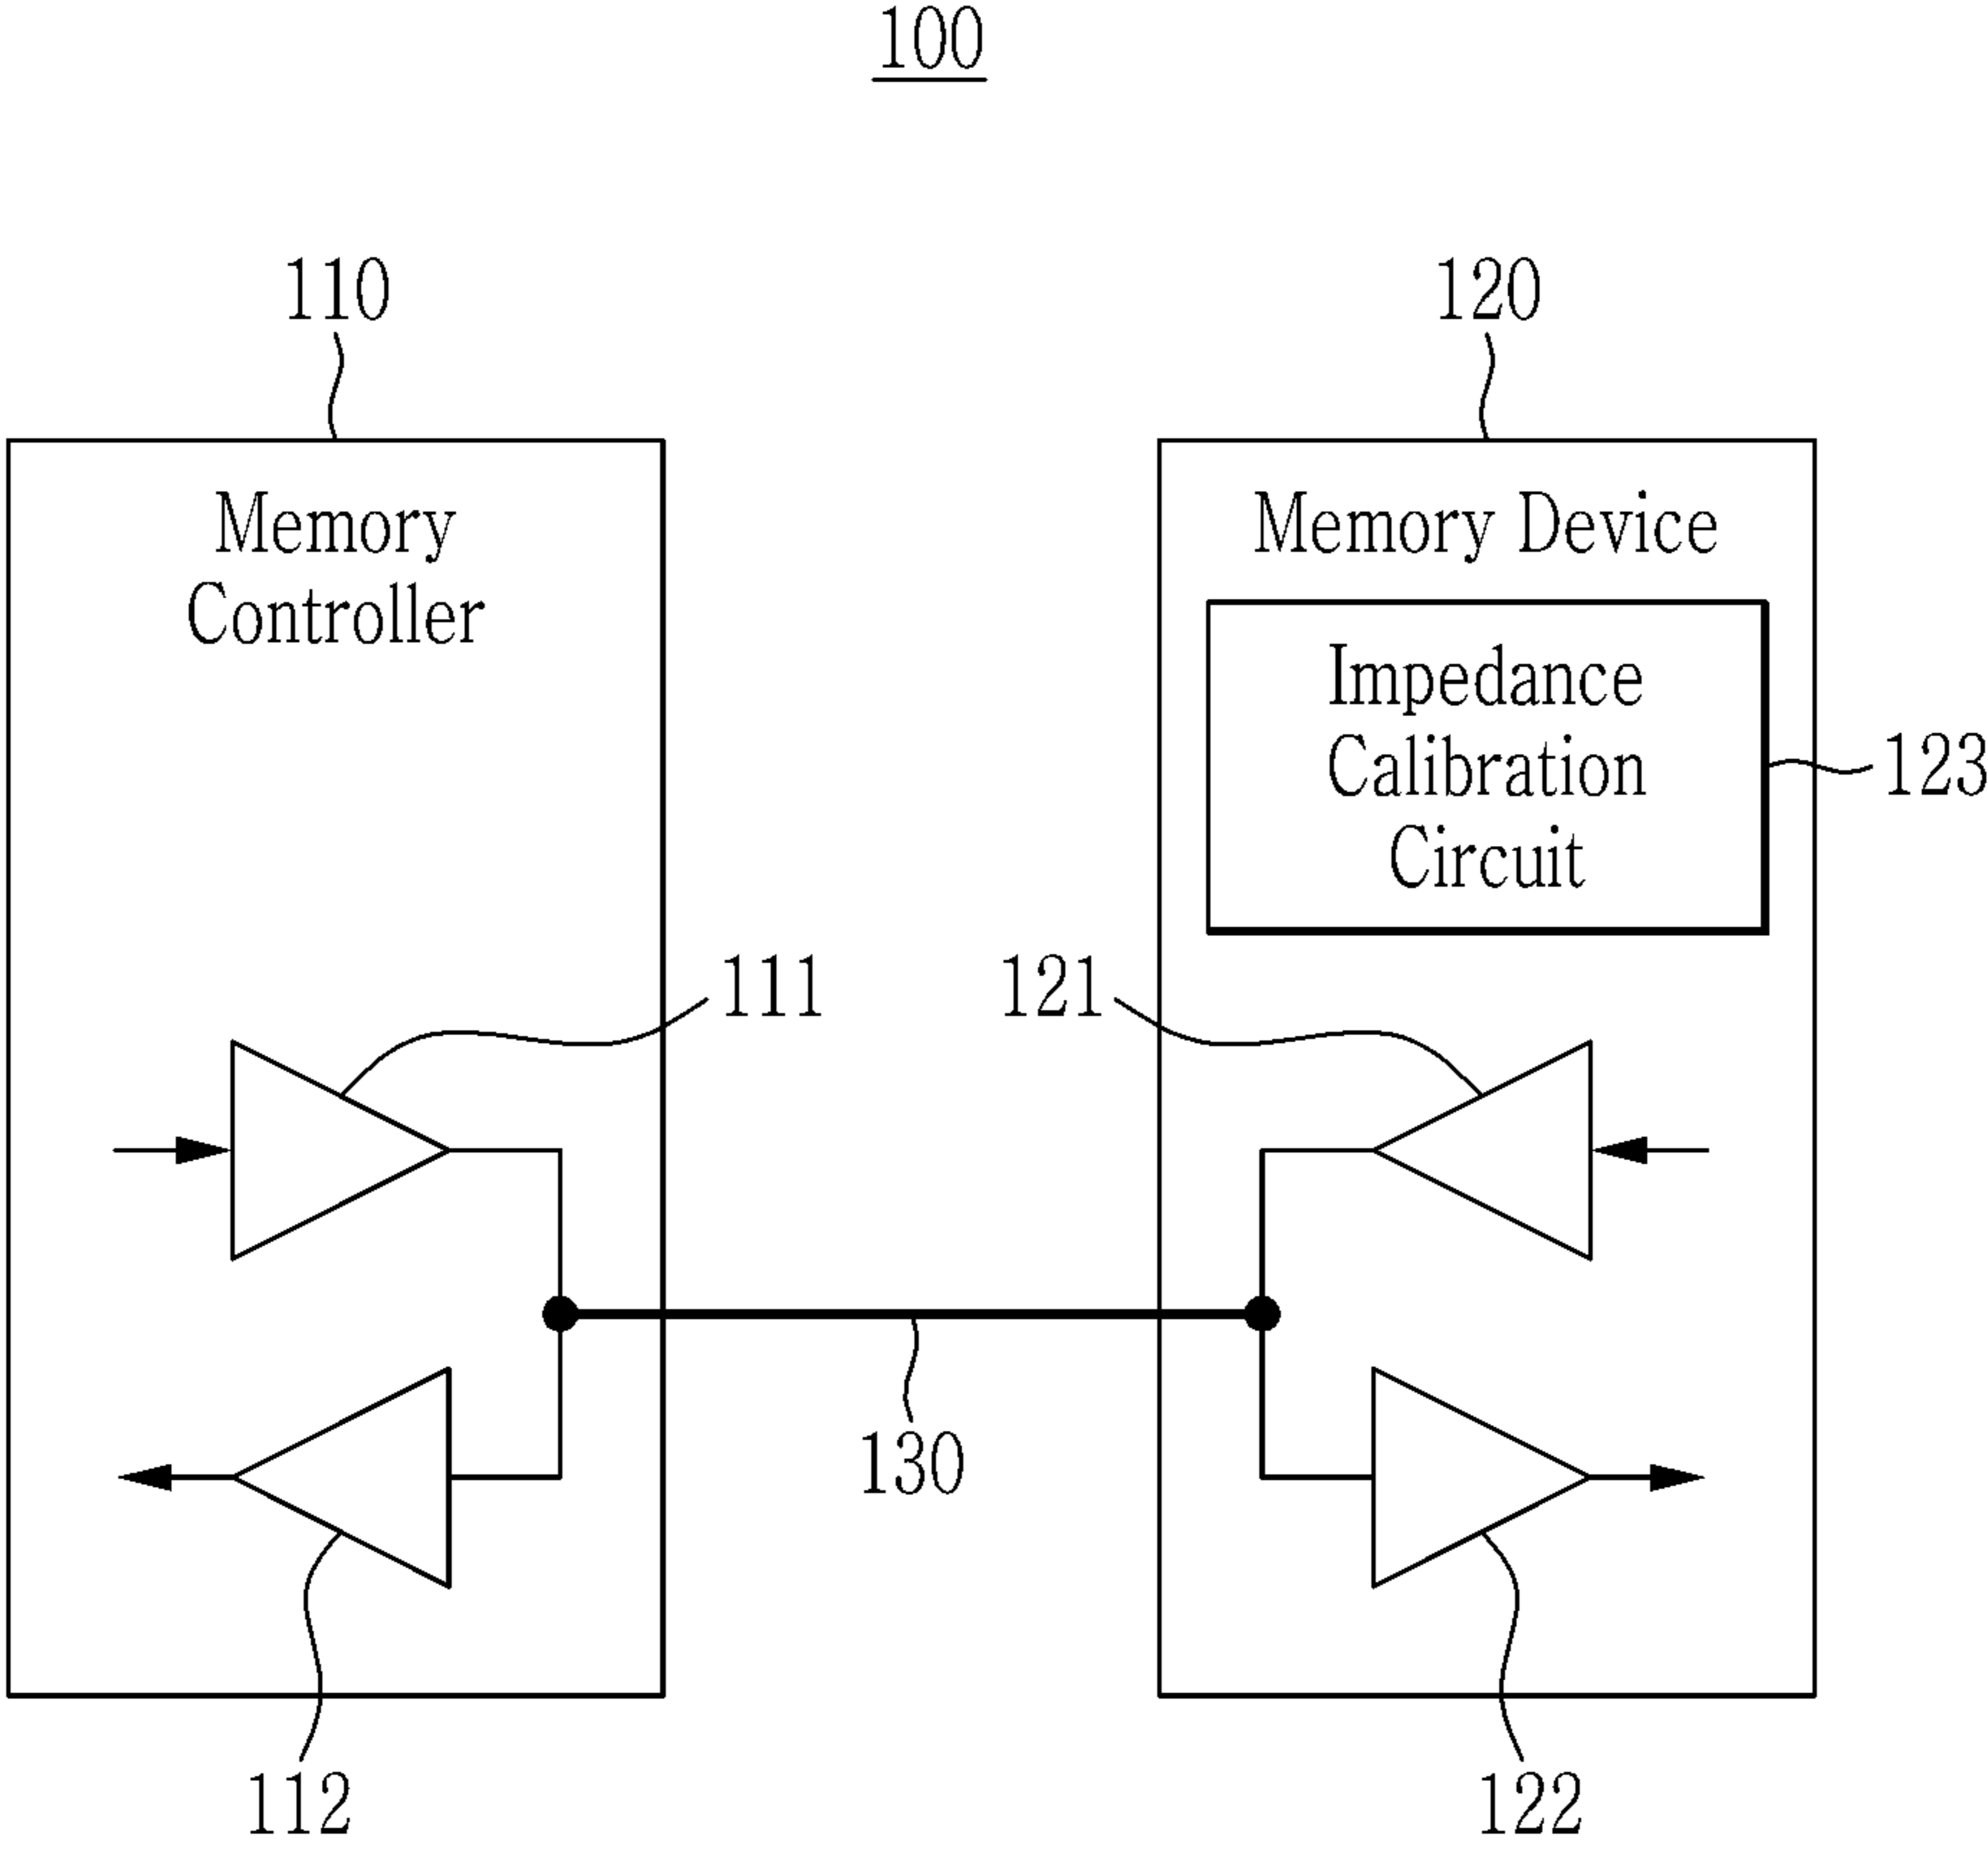 100
110
120
Memory
Controller
Memory Device
Impedance
Calibration
Circuit
123
111
121
130
112
122